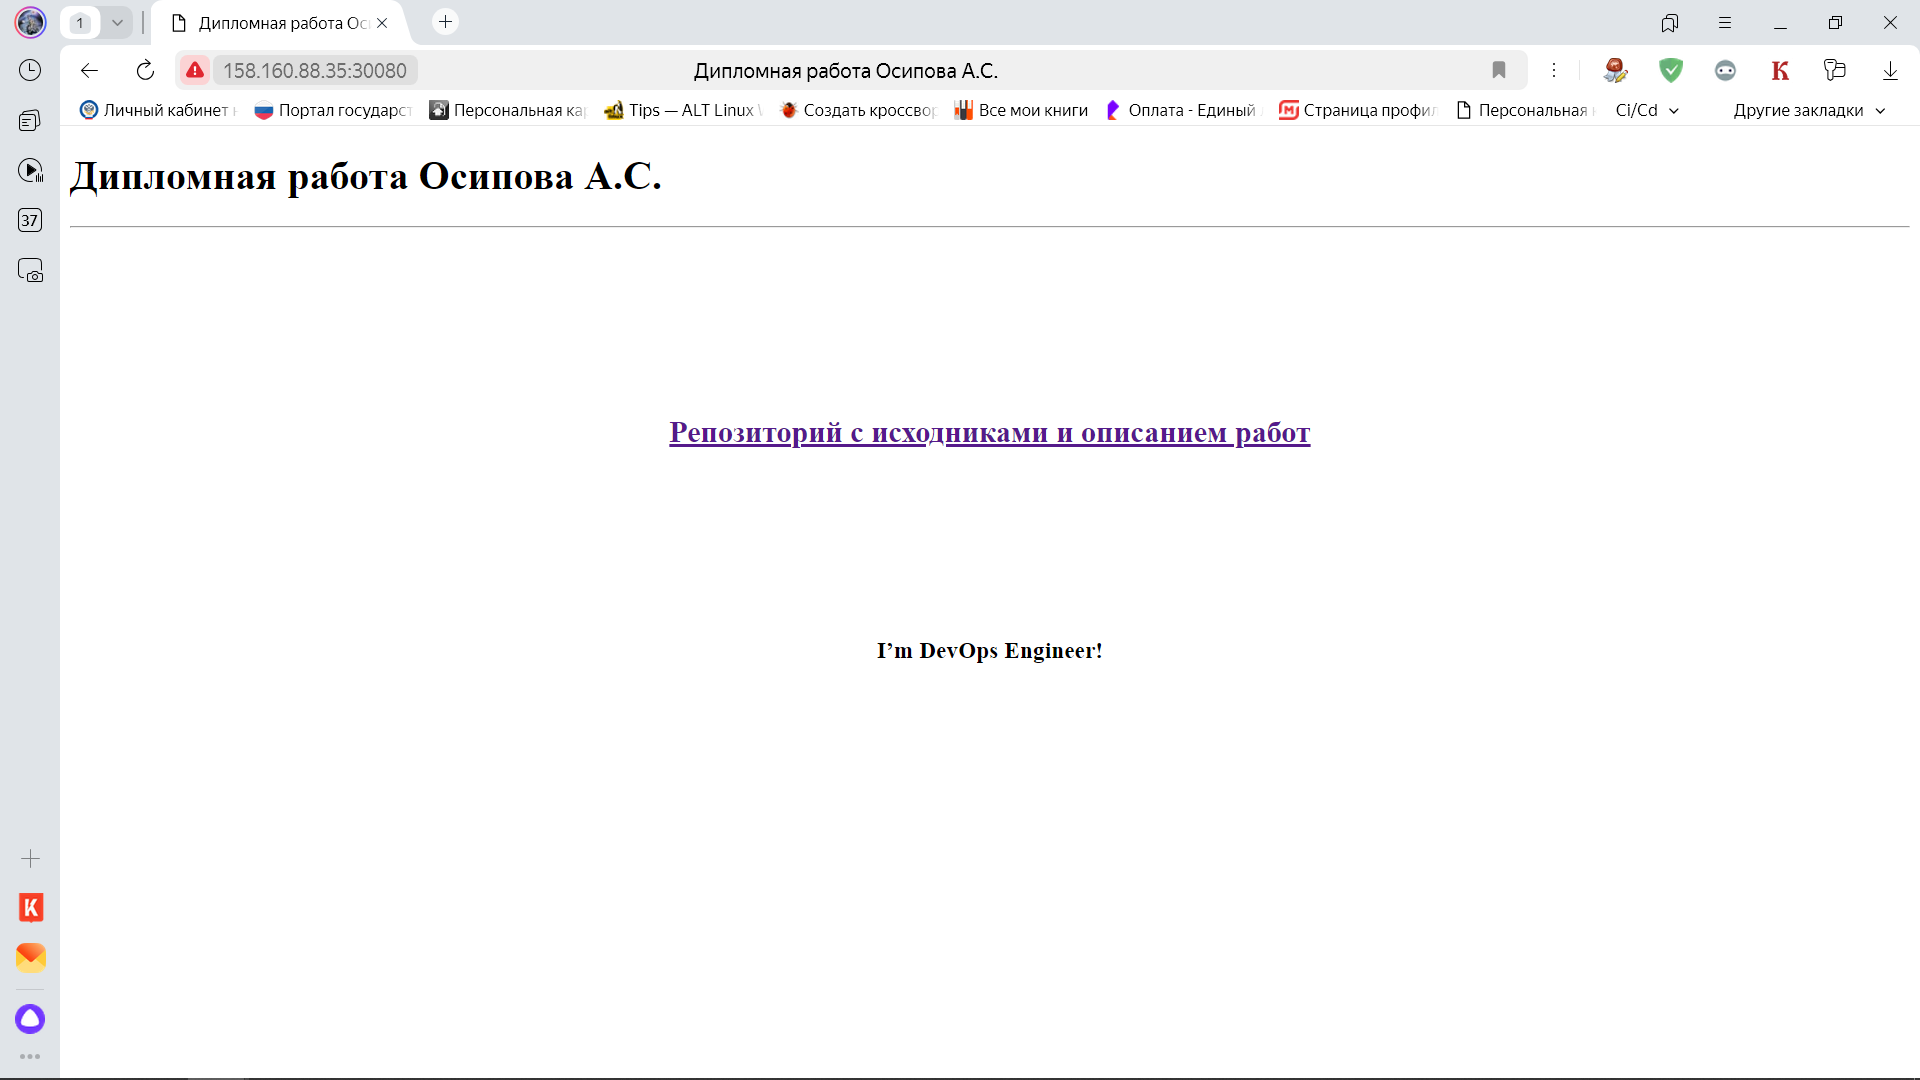 1
Дипломная работа Ос
158.160.88.35:30080
Дипломная работа Осипова А.С.
Личный кабинет
Портал государст
Персональная ка
Tips — ALT Linux
Создать кроссвор
Все мои книги
Оплата - Единый
Страница профил
Персональная
Ci/Cd
Другие закладки
37
Дипломная работа Осипова А.С.
Репозиторий с исходниками и описанием работ
I’m DevOps Engineer!